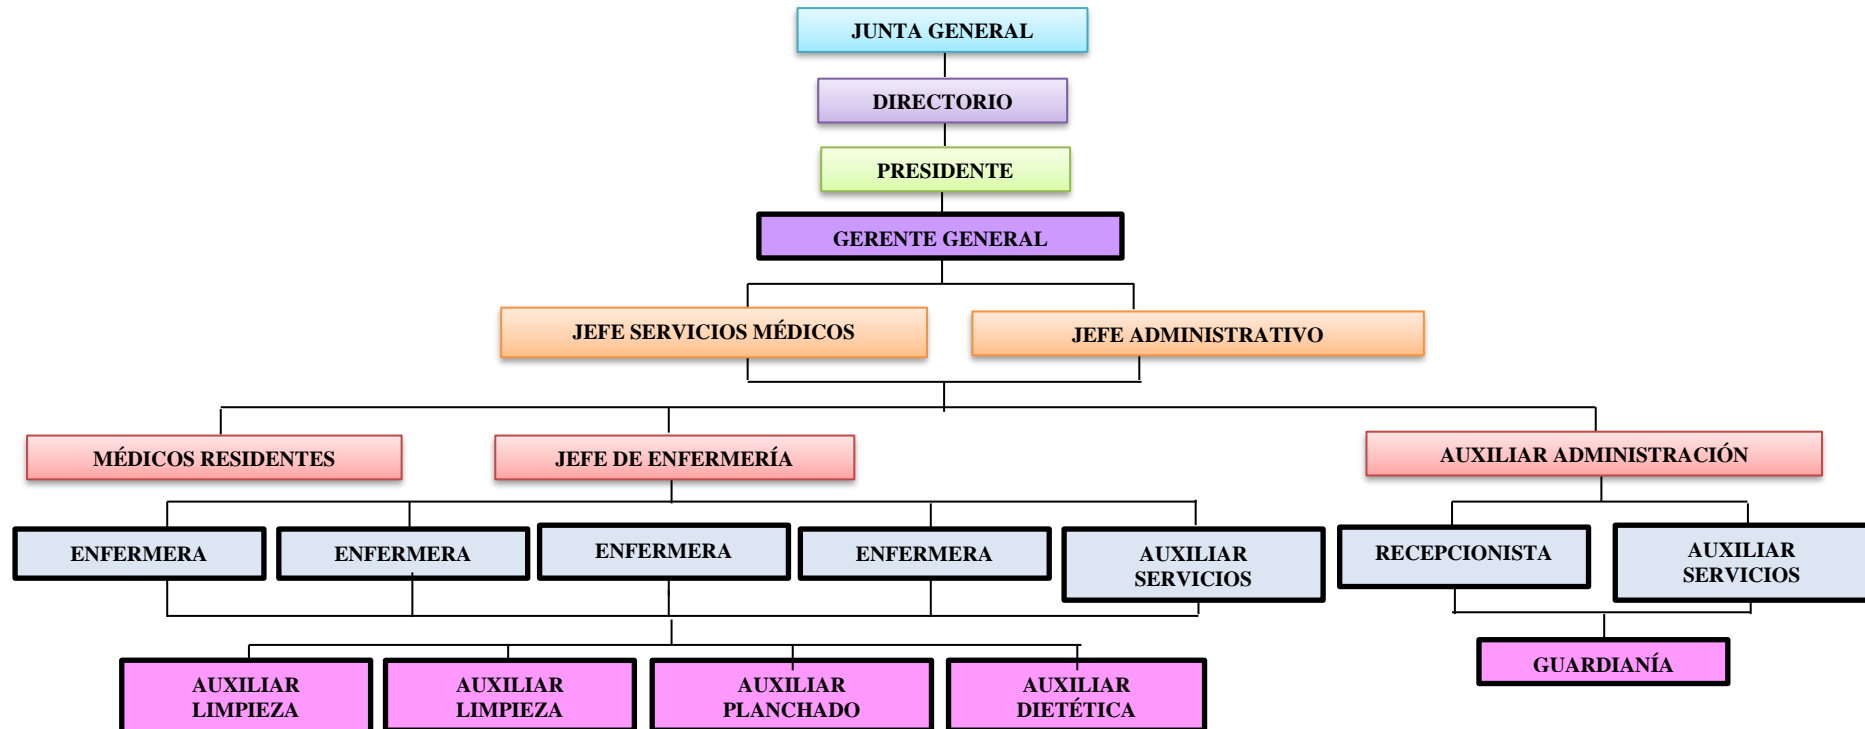 JUNTA GENERAL
DIRECTORIO
PRESIDENTE
GERENTE GENERAL
JEFE SERVICIOS MÉDICOS
JEFE ADMINISTRATIVO
MÉDICOS RESIDENTES
JEFE DE ENFERMERÍA
AUXILIAR ADMINISTRACIÓN
ENFERMERA
ENFERMERA
ENFERMERA
ENFERMERA
AUXILIAR
SERVICIOS
RECEPCIONISTA
AUXILIAR
SERVICIOS
AUXILIAR
LIMPIEZA
AUXILIAR
LIMPIEZA
AUXILIAR
PLANCHADO
AUXILIAR
DIETÉTICA
GUARDIANÍA